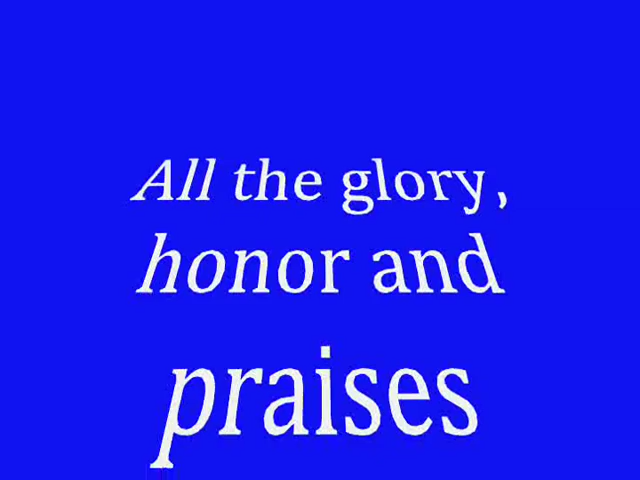 All the glory,
honor and
praises